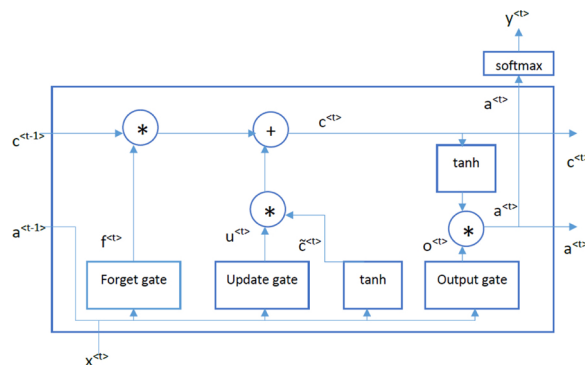 y<t>
softmax
a<t>
c<t-1>
*
+
c<t>
c<t>
tanh
a<t-1>
f<t>
u<t>
*
c̃<t>
o<t>
*
a<t>
a<t>
Forget gate
Update gate
tanh
Output gate
x<t>